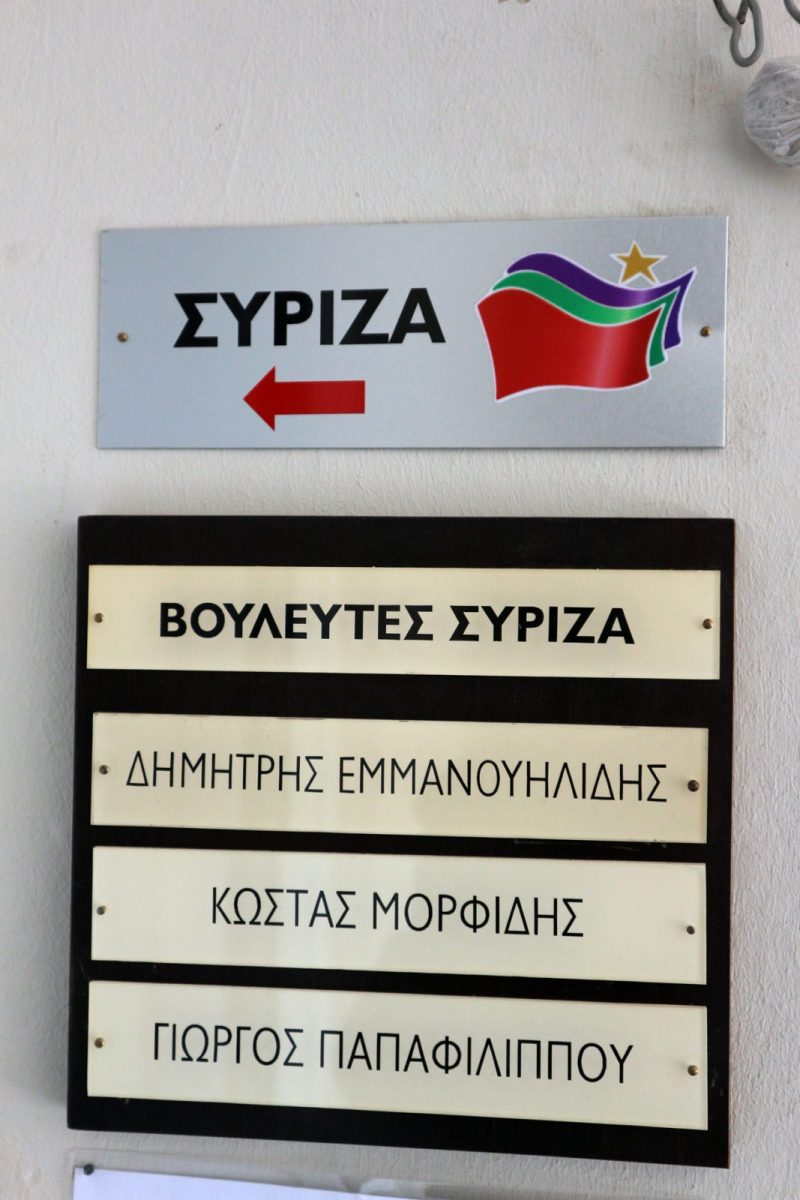 ΣΥΡΙΖΑ
ΒΟΥΛΕΥΤΕΣ ΣΥΡΙΖΑ
ΔΗΜΗΤΡΗΣ ΕΜΜΑΝΟΥΗΛΙΔΗΣ
ΚΩΣΤΑΣ ΜΟΡΦΙΔΗΣ
ΓΙΩΡΓΟΣ ΠΑΠΑΦΙΛΙΠΠΟΥ